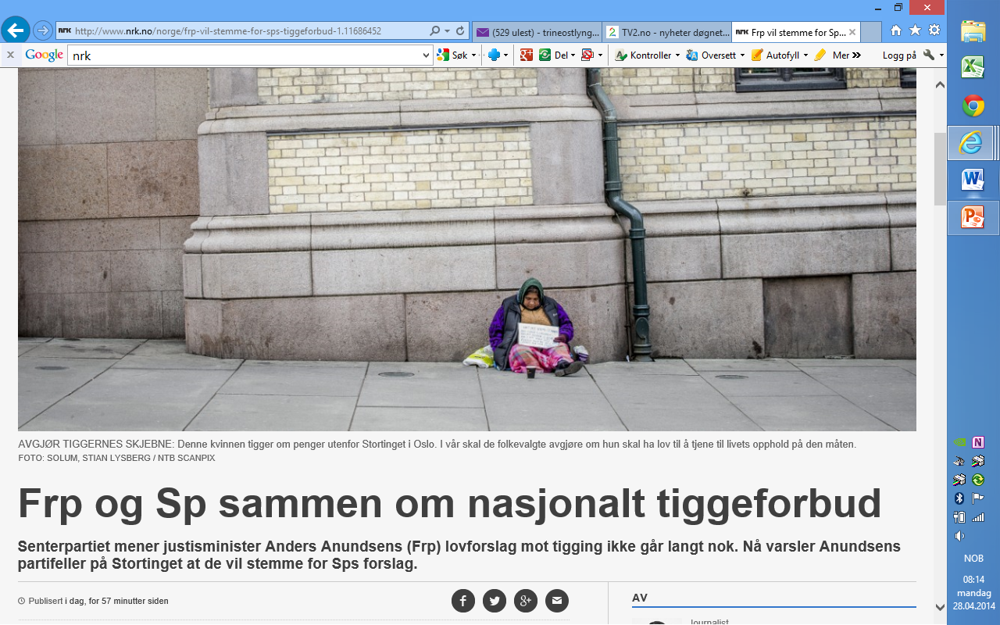 http://www.nrk.no/norge/frp-vil-stemme-for-sps-tiggeforbud-1.11686452
(529 ulest) - trineostlyng...
TV2.no - nyheter døgnet...
Frp vil stemme for Sp...
x Google nrk Søk Del Kontroller Oversett Autofyll Mer Logg på
AVGJØR TIGGERNES SKJEBNE: Denne kvinnen tigger om penger utenfor Stortinget i Oslo. I vår skal de folkevalgte avgjøre om hun skal ha lov til å tjene til livets opphold på den måten.
FOTO: SOLUM, STIAN LYSBERG / NTB SCANPIX
Frp og Sp sammen om nasjonalt tiggeforbud
Senterpartiet mener justisminister Anders Anundsens (Frp) lovforslag mot tigging ikke går langt nok. Nå varsler Anundsens
partifeller på Stortinget at de vil stemme for Sps forslag.
Publisert i dag, for 57 minutter siden
AV
Journalist
NOB
08:14
mandag
28.04.2014